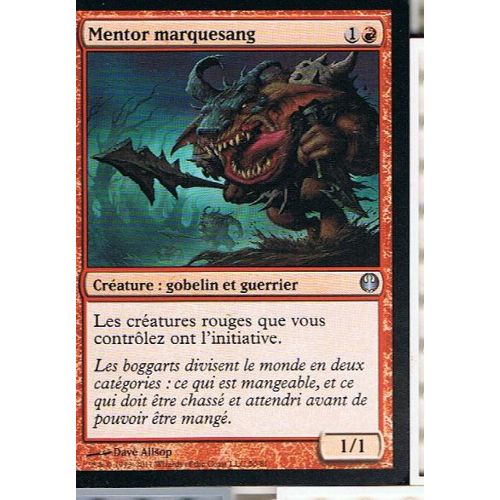 Mentor marquesang
1
Créature : gobelin et guerrier
Les créatures rouges que vous
contrôlez ont l'initiative.
Les boggarts divisent le monde en deux
catégories : ce qui est mangeable, et ce
qui doit être chassé et attendri avant de
pouvoir être mangé.
Dave Allsop
1/1